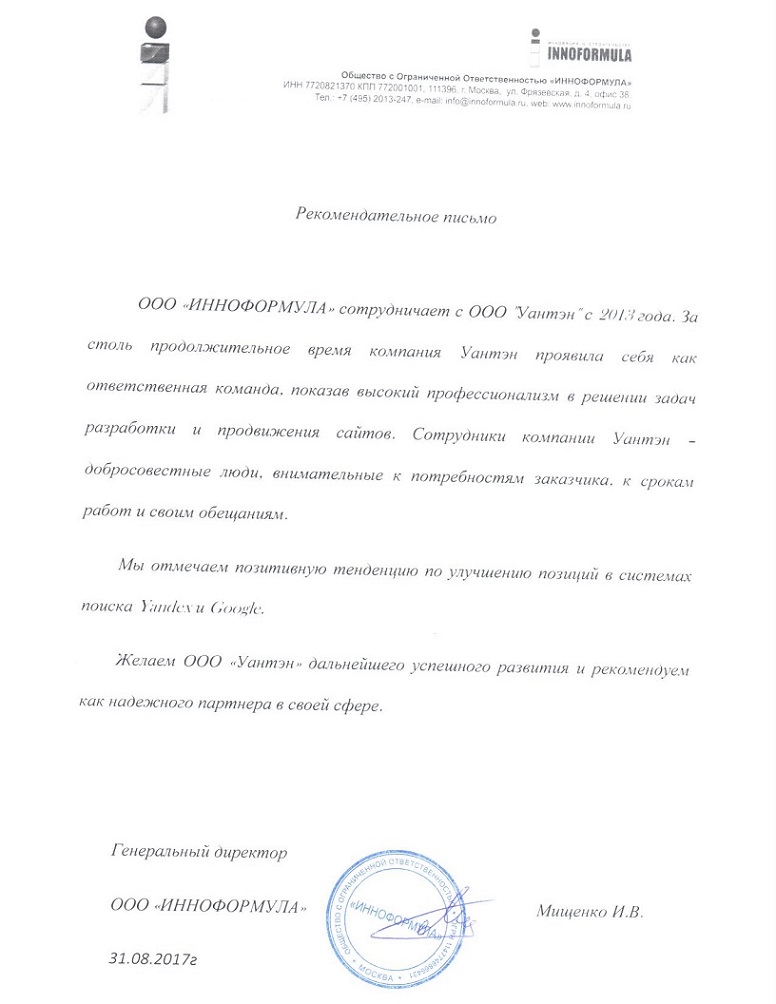 INNOFORMULA
Общество с Ограниченной Ответственностью «ИННОФОРМУЛА»
ИНН 7720821370 КПП 772001001, 111396, г. Москва, ул. Фрязевская, д. 4, офис 38,
Тел.: +7 (495) 2013-247, e-mail: info@innoformula.ru, web: www.innoformula.ru
Рекомендательное письмо
ООО «ИННОФОРМУЛА» сотрудничает с ООО "Уантэн" с 2013 года. За
столь продолжительное время компания Уантэн проявила себя как
ответственная команда, показав высокий профессионализм в решении задач
разработки и продвижения сайтов. Сотрудники компании Уантэн –
добросовестные люди, внимательные к потребностям заказчика, к срокам
работ и своим обещаниям.
Мы отмечаем позитивную тенденцию по улучшению позиций в системах
поиска Yandex и Google.
Желаем ООО «Уантэн» дальнейшего успешного развития и рекомендуем
как надежного партнера в своей сфере.
Генеральный директор
ООО «ИННОФОРМУЛА»
Мищенко И.В.
31.08.2017г
ОБЩЕСТВО С ОГРАНИЧЕННОЙ ОТВЕТСТВЕННОСТЬЮ
«ИННОФОРМУЛА»
МОСКВА